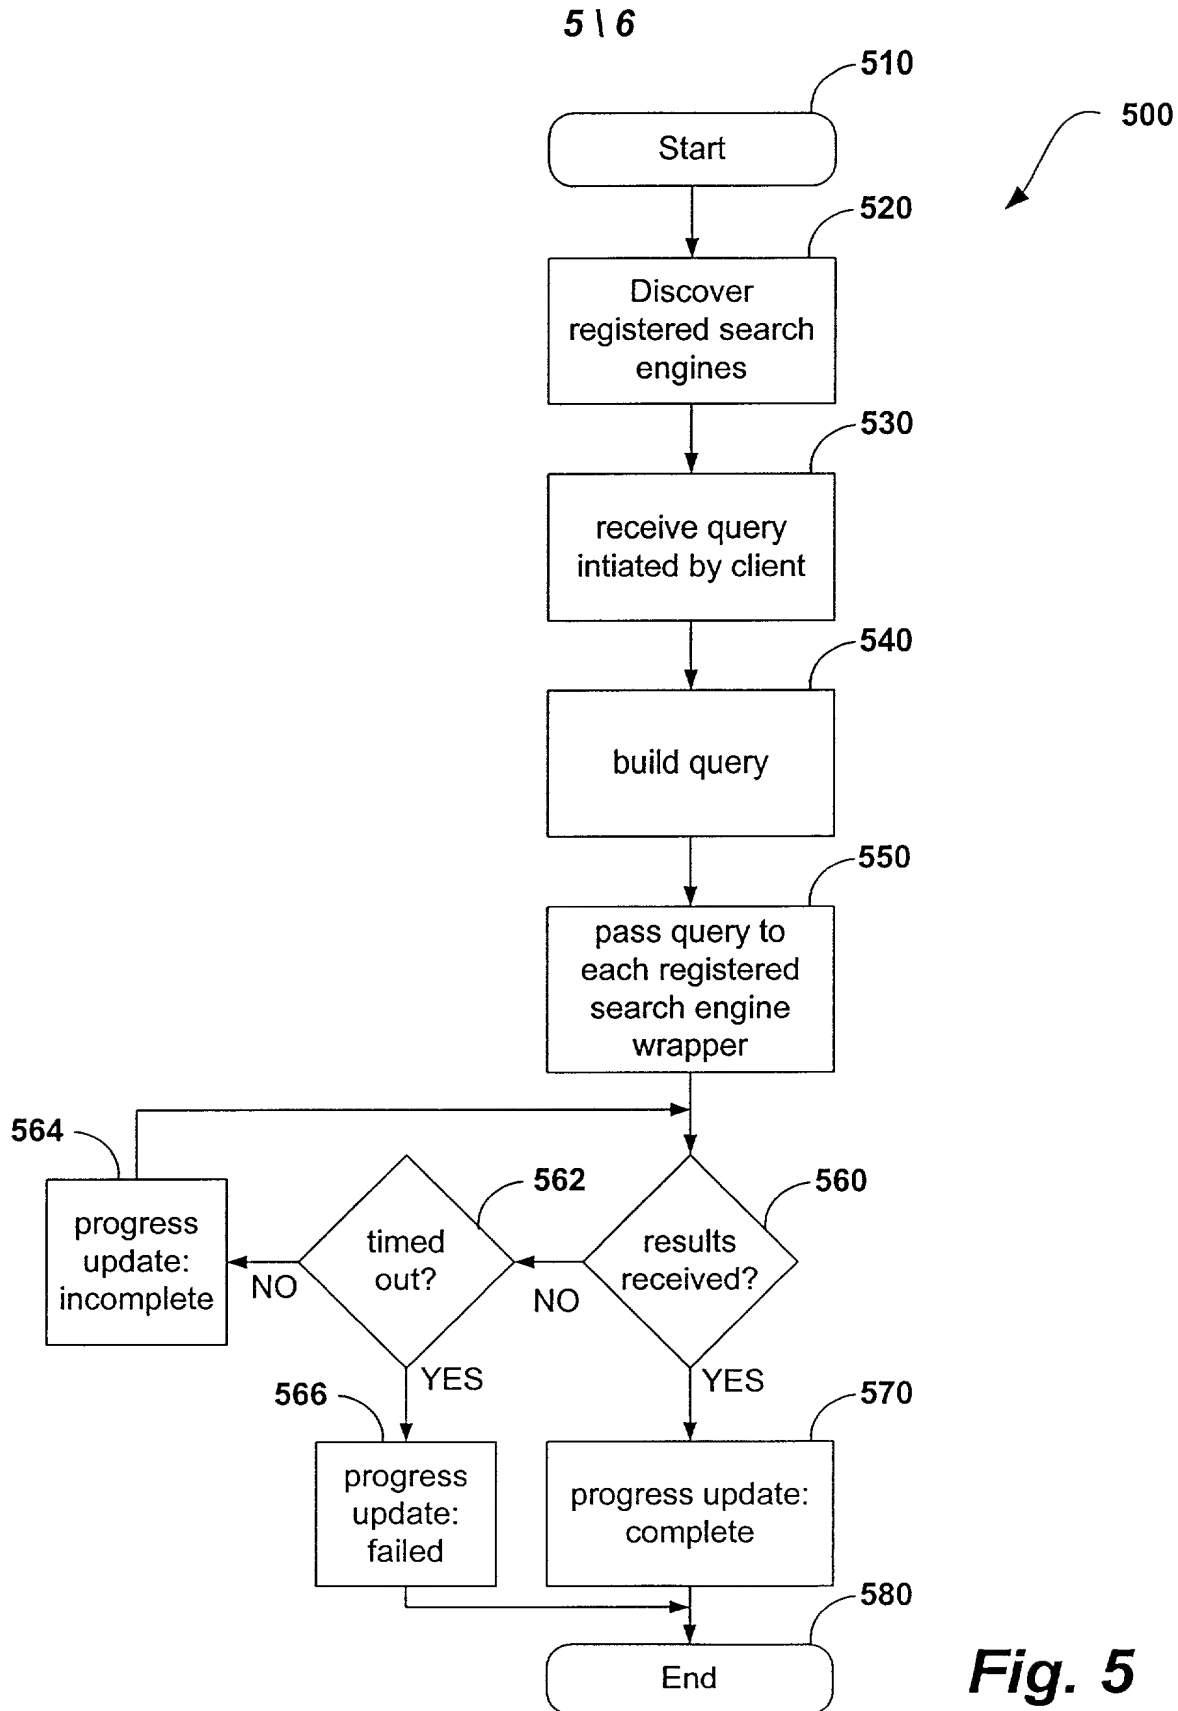 5 \ 6
510
500
Start
520
Discover
registered search
engines
530
receive query
intiated by client
540
build query
550
pass query to
each registered
search engine
wrapper
564
562
560
progress
update:
incomplete
NO
timed
out?
NO
results
received?
YES
YES
566
570
progress
update:
failed
progress update:
complete
580
End
Fig. 5